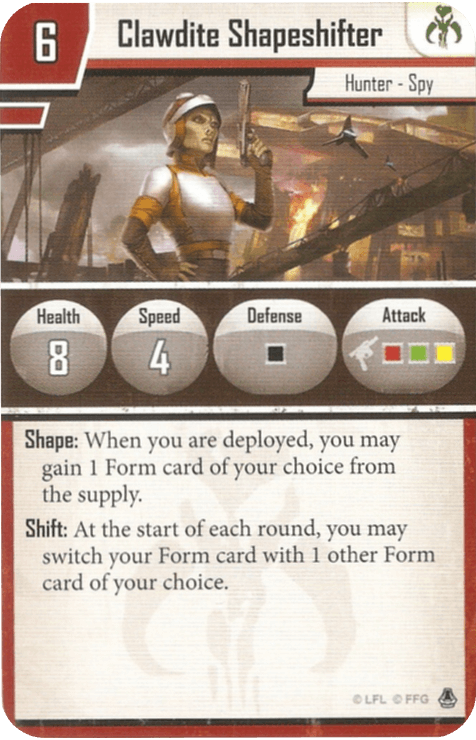 6
Clawdite Shapeshifter
Hunter - Spy
Health
Speed
Defense
Attack
8
4
Shape: When you are deployed, you may
gain 1 Form card of your choice from
the supply.
Shift: At the start of each round, you may
switch your Form card with 1 other Form
card of your choice.
© LFL © FFG